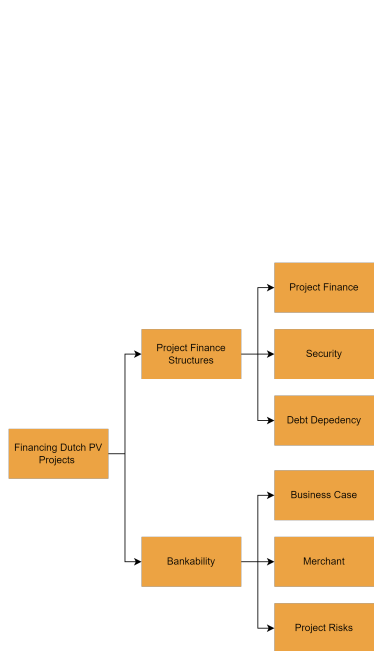 Project Finance
Project Finance
Structures
Security
Debt Depedency
Financing Dutch PV
Projects
Business Case
Bankability
Merchant
Project Risks